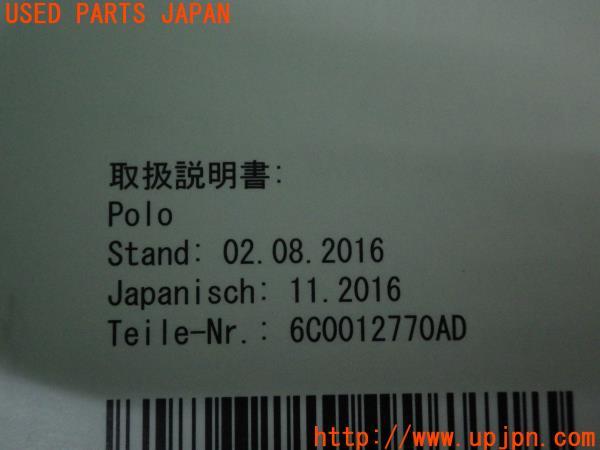 USED PARTS JAPAN
取扱説明書:
Polo
Stand: 02.08.2016
Japanisch: 11.2016
Teile-Nr.: 6C0012770AD
http://www.upjpn.com